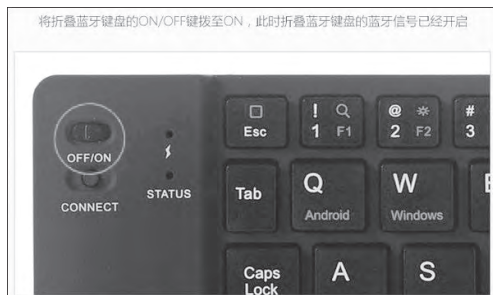 将折叠蓝牙键盘的ON/OFF键拨至ON，此时折叠蓝牙键盘的蓝牙信号已经开启
OFF/ON
CONNECT
STATUS
Esc
! 
1 F1
@
2 F2
#
3
Tab
Q
Android
W
Windows
Caps
Lock
A
S